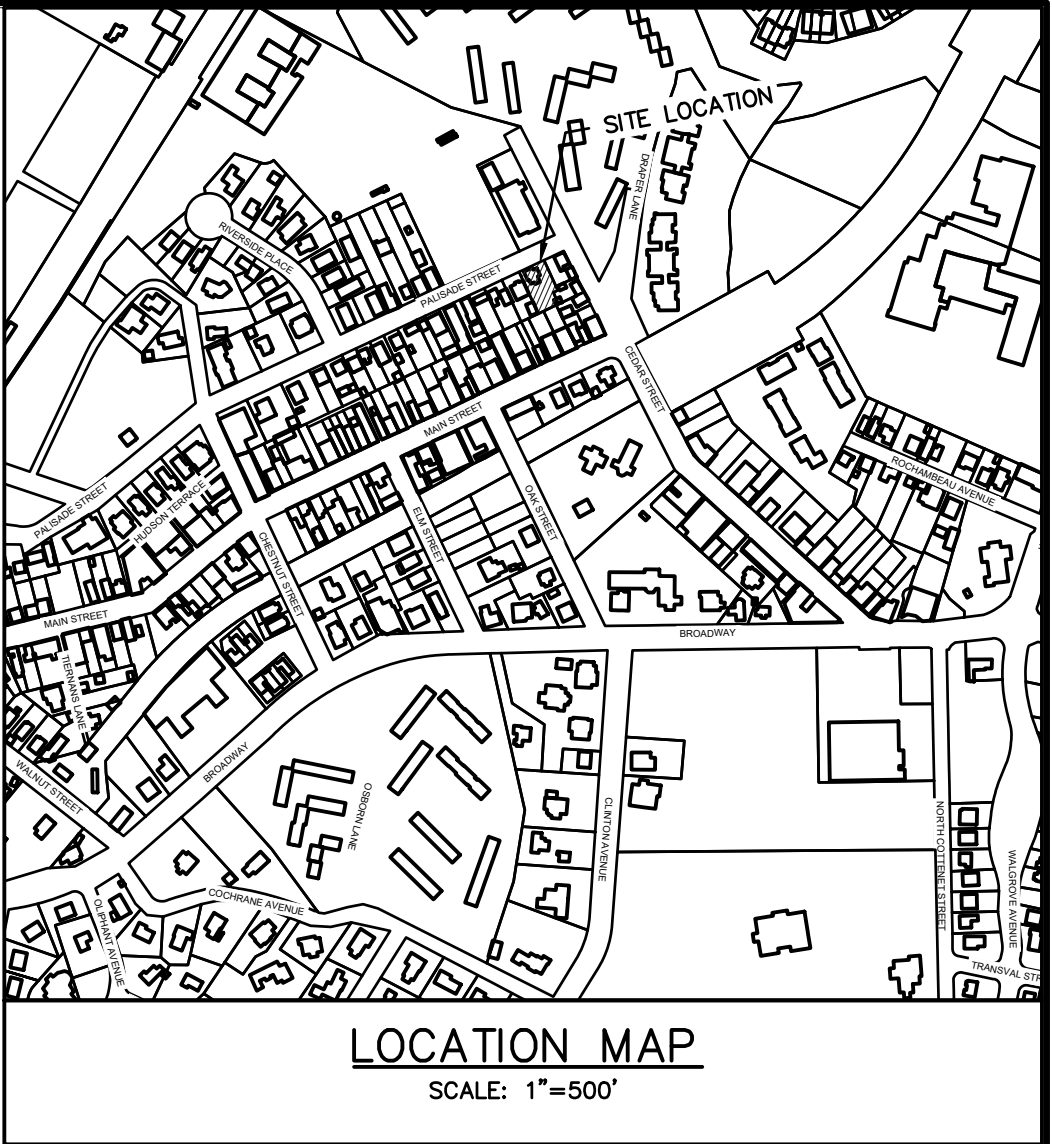 SITE LOCATION
DRAPER LANE
RIVERSIDE PLACE
PALISADE STREET
CEDAR STREET
MAIN STREET
ROCHAMBEAU AVENUE
PALISADE STREET
HUDSON TERRACE
OAK STREET
ELM STREET
CHESTNUT STREET
MAIN STREET
BROADWAY
TIERNANS LANE
WALNUT STREET
BROADWAY
OSBORN LANE
CLINTON AVENUE
NORTH COTTENET STREET
WALGROVE AVENUE
COCHRANE AVENUE
OLIPHANT AVENUE
TRANSVAL STR
LOCATION MAP
SCALE: 1"=500'